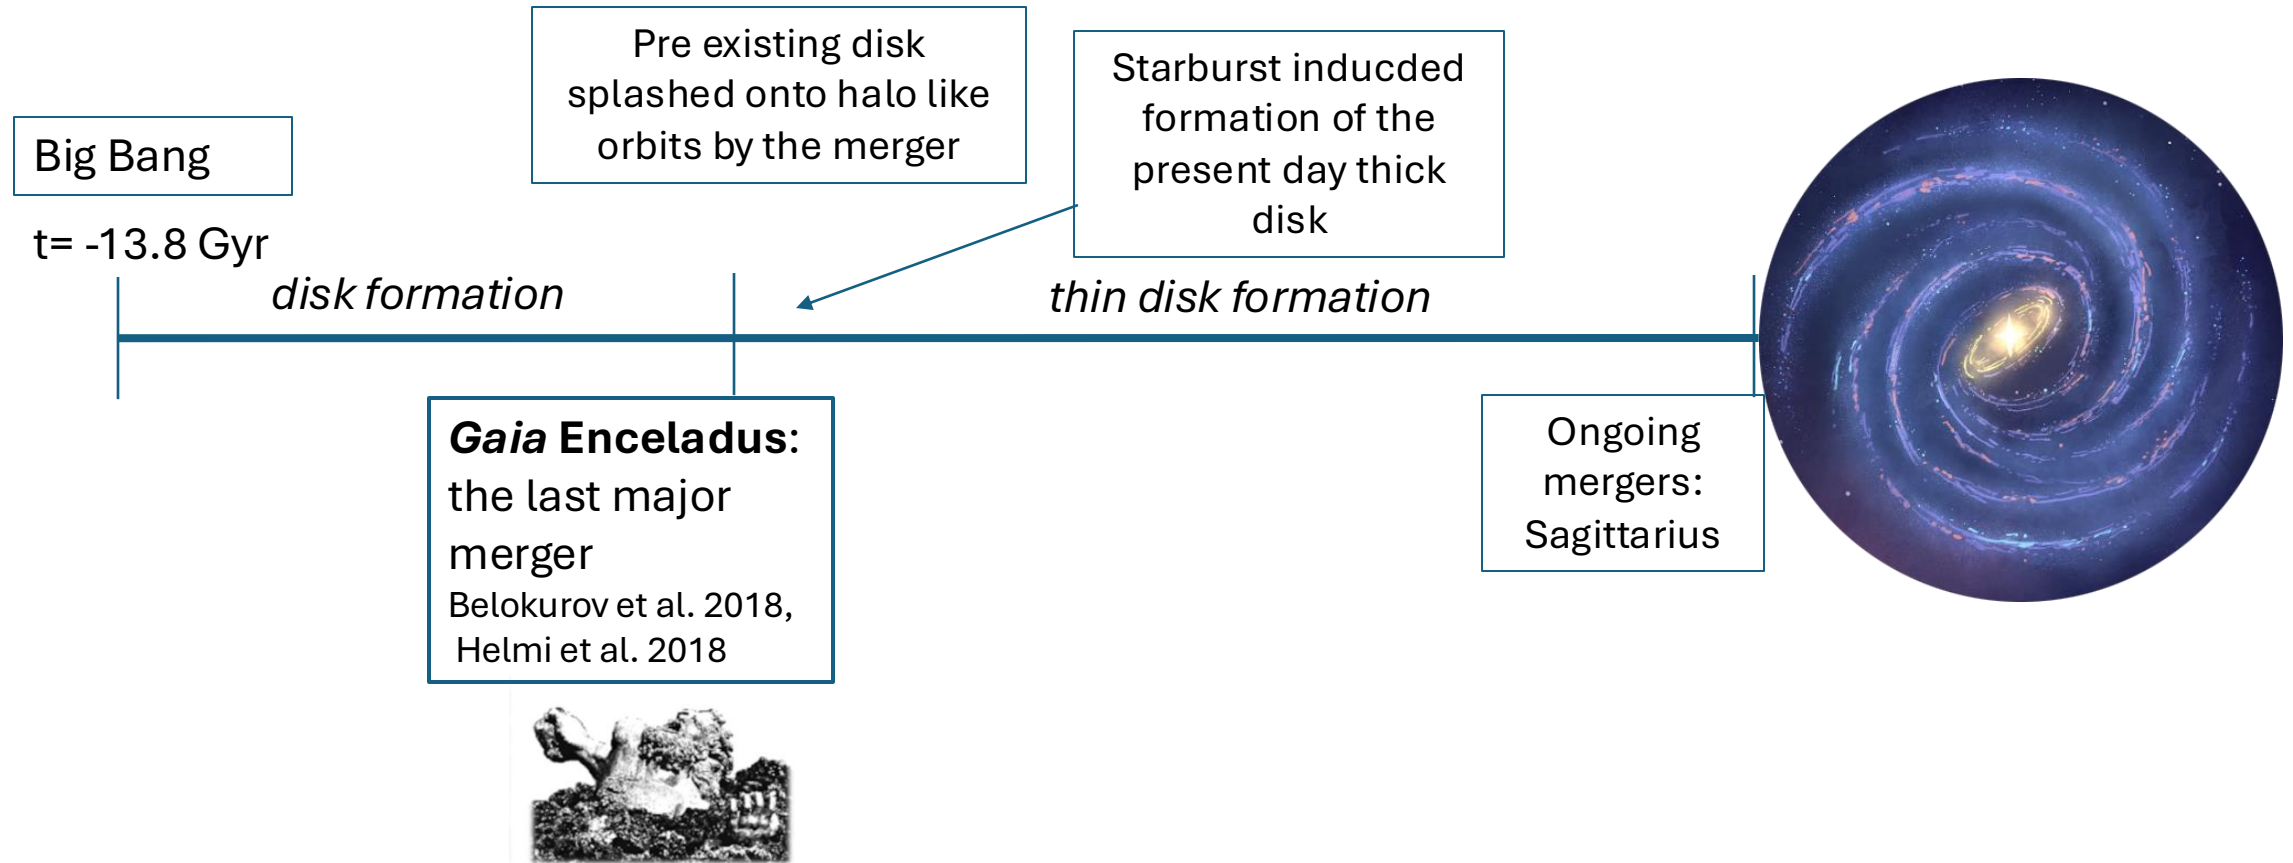 Big Bang
t= -13.8 Gyr
Pre existing disk
splashed onto halo like
orbits by the merger
Starburst inducded
formation of the
present day thick
disk
disk formation
thin disk formation
Gaia Enceladus:
the last major
merger
Belokurov et al. 2018,
Helmi et al. 2018
Ongoing
mergers:
Sagittarius